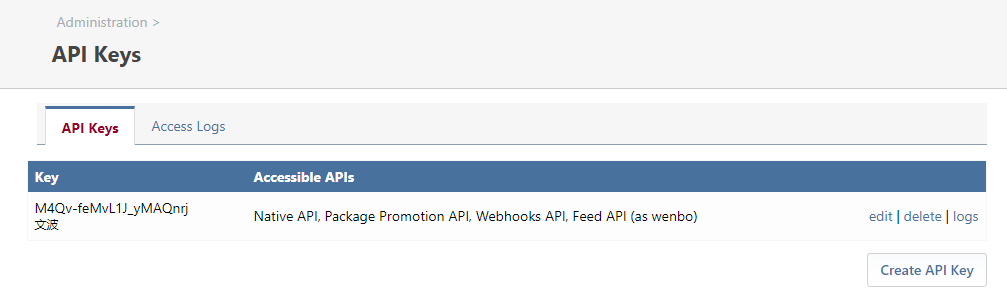 Administration >
API Keys
API Keys Access Logs
Key Accessible APIs
M4Qv-feMvL1J_yMAQnrj
文波
Native API, Package Promotion API, Webhooks API, Feed API (as wenbo)
edit | delete | logs
Create API Key